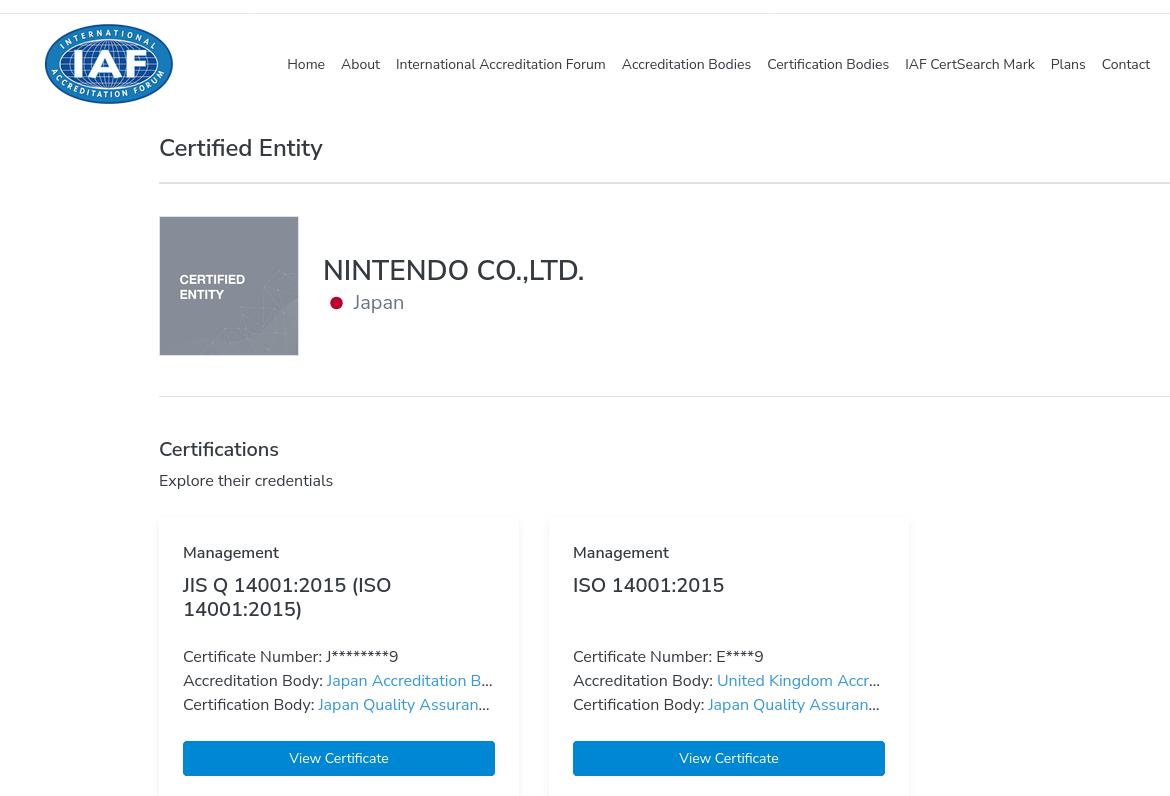 INTERNATIONAL
IAF
ACCREDITATION FORUM
Home About International Accreditation Forum Accreditation Bodies Certification Bodies IAF CertSearch Mark Plans Contact
Certified Entity
CERTIFIED
ENTITY
NINTENDO CO.,LTD.
Japan
Certifications
Explore their credentials
Management
JIS Q 14001:2015 (ISO
14001:2015)
Certificate Number: J********9
Accreditation Body: Japan Accreditation B...
Certification Body: Japan Quality Assuran...
View Certificate
Management
ISO 14001:2015
Certificate Number: E****9
Accreditation Body: United Kingdom Accr...
Certification Body: Japan Quality Assuran...
View Certificate